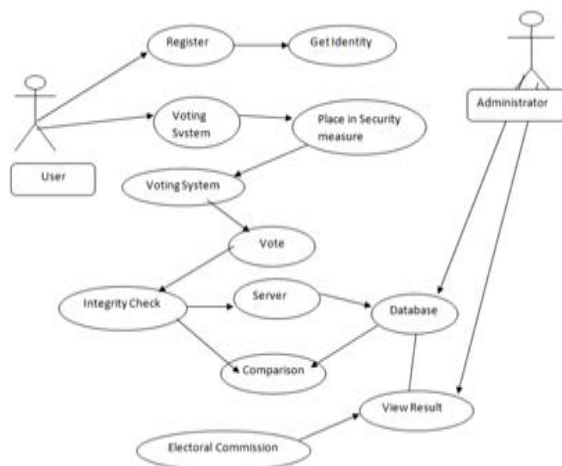 Register
Get Identity
Administrator
Voting
System
Place in Security
measure
User
Voting System
Vote
Integrity Check
Server
Database
Comparison
View Result
Electoral Commission